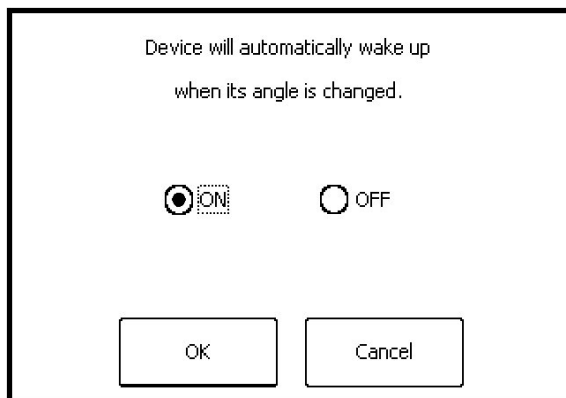 Device will automatically wake up
when its angle is changed.
ON OFF
OK Cancel